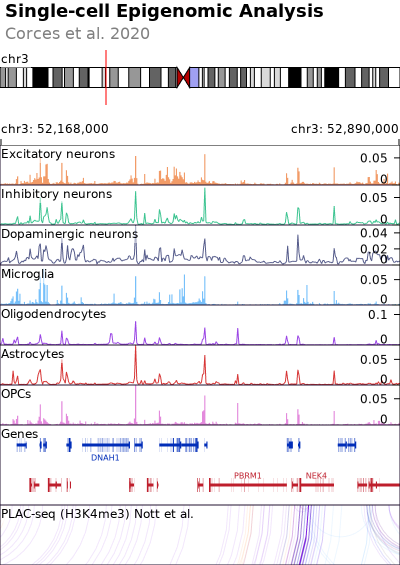 Single-cell Epigenomic Analysis
Corces et al. 2020
chr3
chr3: 52,168,000 chr3: 52,890,000
Excitatory neurons
0.05
0
Inhibitory neurons
0.05
0
Dopaminergic neurons
0.04
0.02
0
Microglia
0.05
0
Oligodendrocytes
0.1
0
Astrocytes
0.05
0
OPCs
0.05
0
Genes
DNAH1
PBRM1 NEK4
PLAC-seq (H3K4me3) Nott et al.